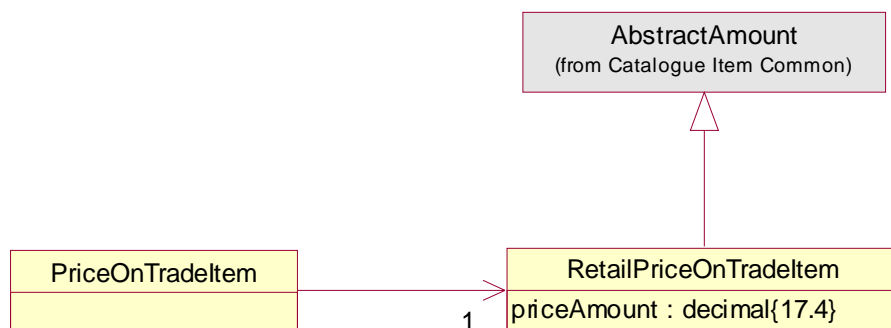 AbstractAmount
(from Catalogue Item Common)
PriceOnTradeItem
RetailPriceOnTradeItem
1
priceAmount : decimal{17.4}